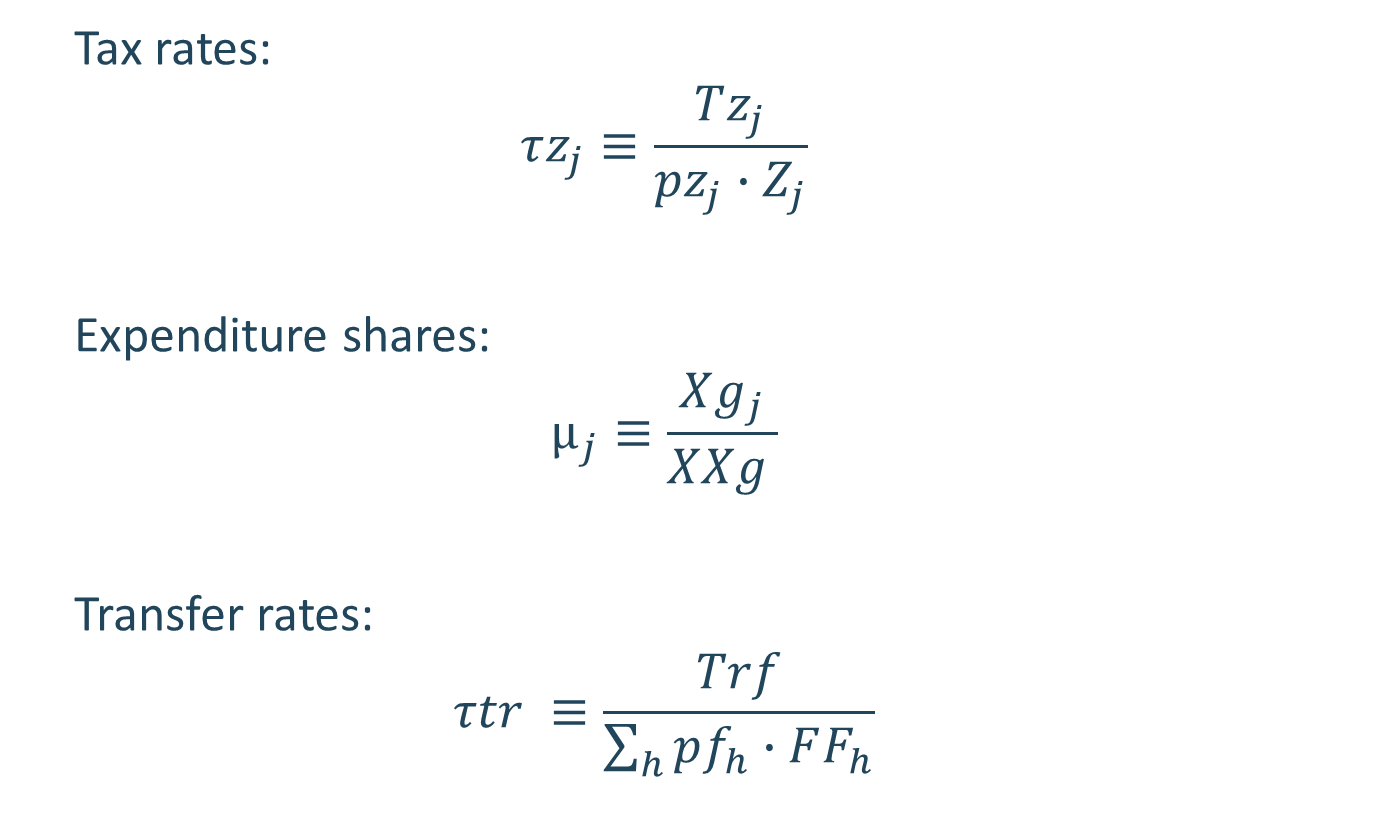 Tax rates:
τz_j ≡ Tz_j / (pz_j · Z_j)
Expenditure shares:
μ_j ≡ Xg_j / XXg
Transfer rates:
τtr ≡ Trf / (∑_h pf_h · FF_h)